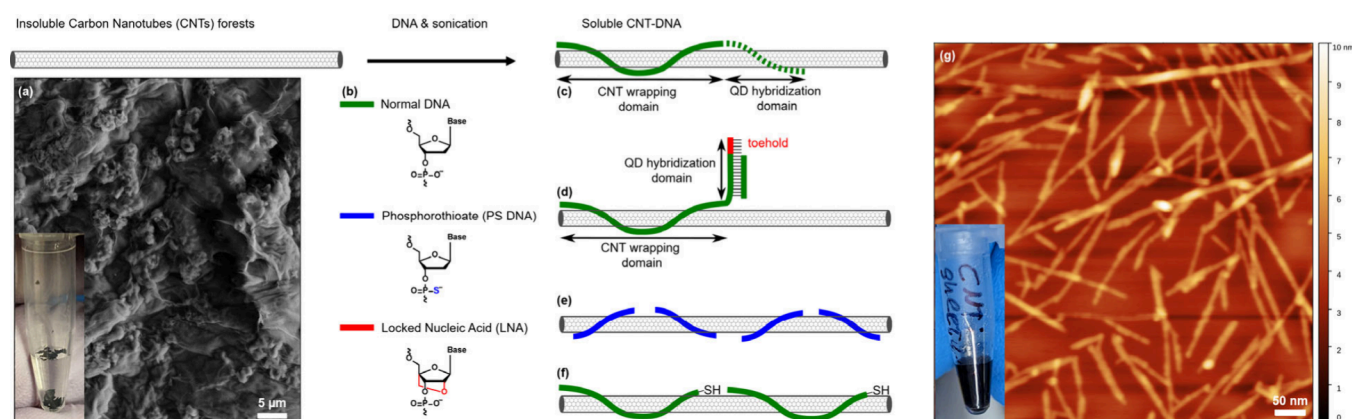 Insoluble Carbon Nanotubes (CNTs) forests
DNA & sonication
Soluble CNT-DNA
(a)
5 µm
(b)
Normal DNA
Base
O
O
O
O=P-O⁻
Phosphorothioate (PS DNA)
Base
O
O
O
O=P-S⁻
Locked Nucleic Acid (LNA)
Base
O
O
O
O
O=P-O⁻
(c)
CNT wrapping
domain
QD hybridization
domain
toehold
QD hybridization
domain
(d)
CNT wrapping
domain
(e)
(f)
SH
SH
(g)
CNT
50 nm
10 nm
9
8
7
6
5
4
3
2
1
0